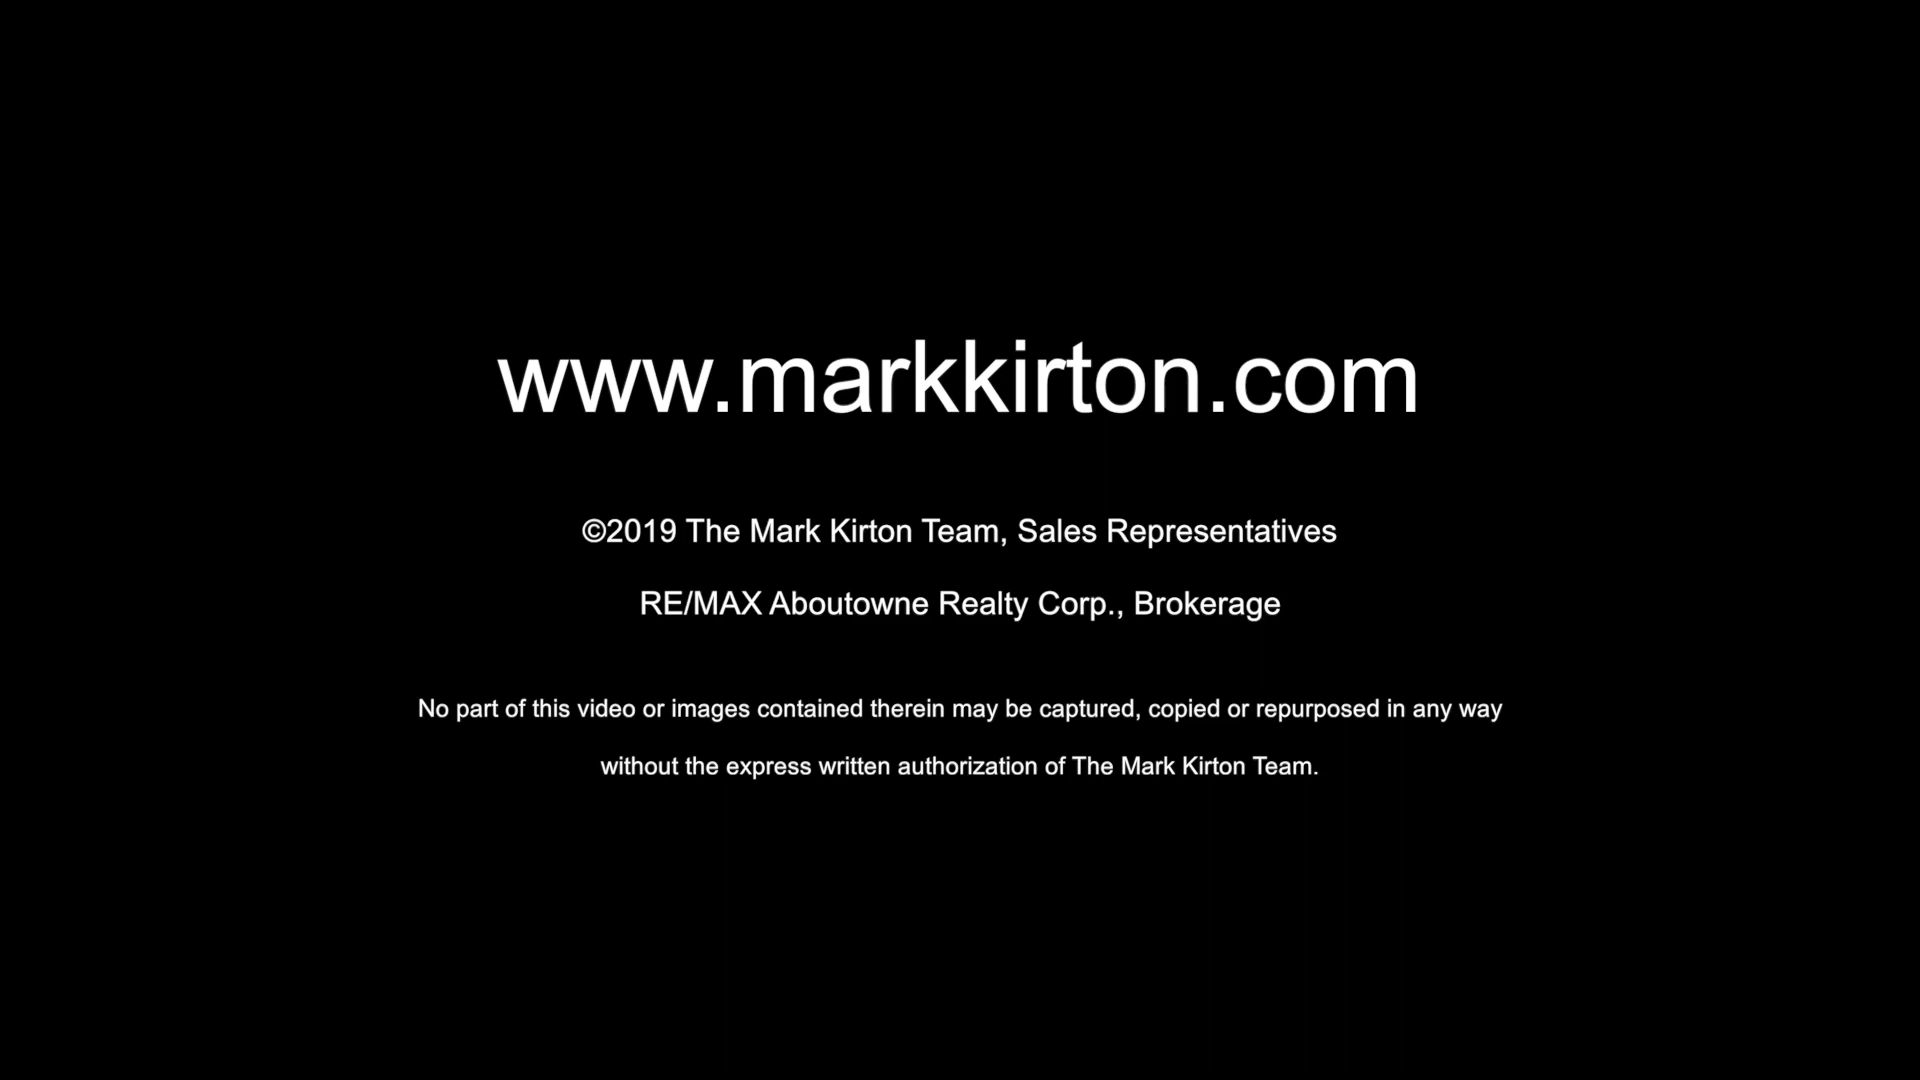 www.markkirton.com
©2019 The Mark Kirton Team, Sales Representatives
RE/MAX Aboutowne Realty Corp., Brokerage
No part of this video or images contained therein may be captured, copied or repurposed in any way
without the express written authorization of The Mark Kirton Team.